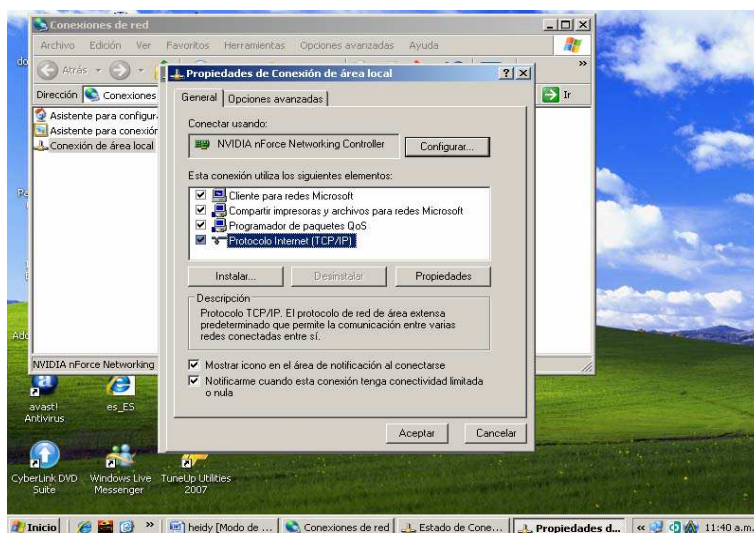 Conexiones de red
Archivo Edición Ver Favoritos Herramientas Opciones avanzadas Ayuda
Atrás
Dirección Conexiones
Ir
Asistente para configur
Asistente para conexión
Conexión de área local
NVIDIA nForce Networking
Propiedades de Conexión de área local
General Opciones avanzadas
Conectar usando:
NVIDIA nForce Networking Controller Configurar...
Esta conexión utiliza los siguientes elementos:
Cliente para redes Microsoft
Compartir impresoras y archivos para redes Microsoft
Programador de paquetes QoS
Protocolo Internet (TCP/IP)
Instalar... Desinstalar Propiedades
Descripción
Protocolo TCP/IP. El protocolo de red de área extensa
predeterminado que permite la comunicación entre varias
redes conectadas entre sí.
Mostrar icono en el área de notificación al conectarse
Notificarme cuando esta conexión tenga conectividad limitada
o nula
Aceptar Cancelar
avast!
Antivirus
es_ES
CyberLink DVD
Suite
Windows Live
Messenger
TuneUp Utilities
2007
Inicio heidy [Modo de ... Conexiones de red Estado de Cone... Propiedades d... 11:40 a.m.